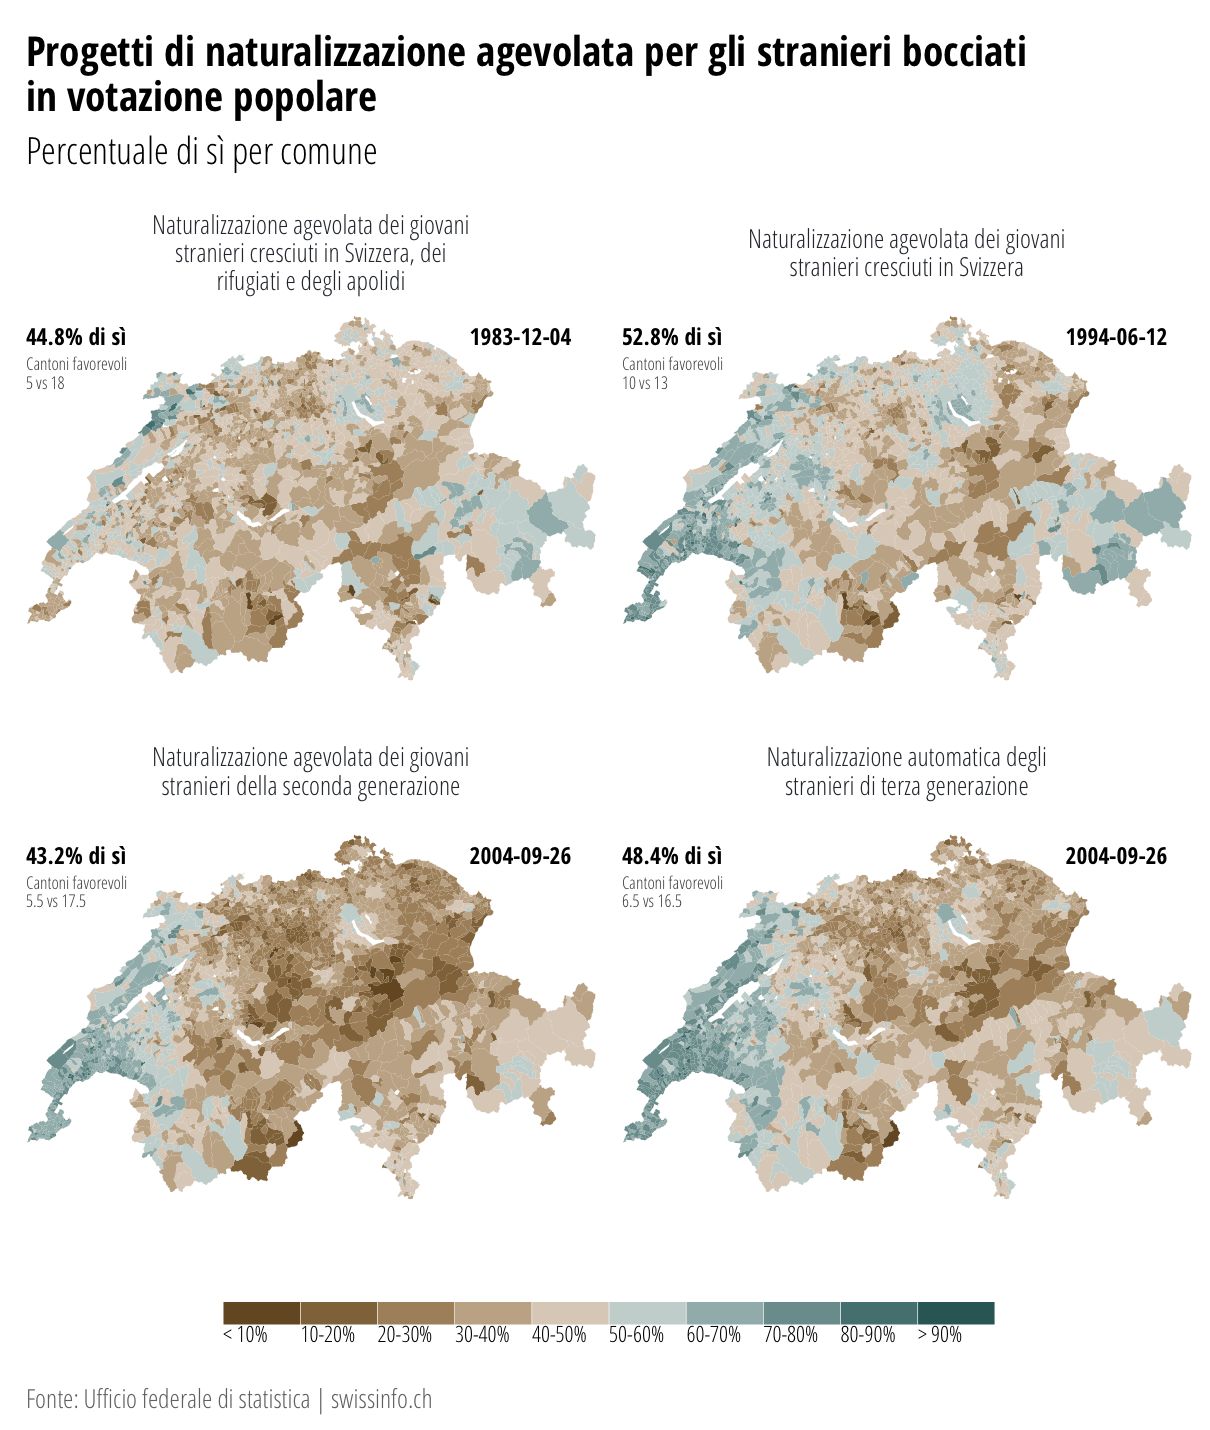 Progetti di naturalizzazione agevolata per gli stranieri bocciati
in votazione popolare
Percentuale di sì per comune
Naturalizzazione agevolata dei giovani
stranieri cresciuti in Svizzera, dei
rifugiati e degli apolidi
44.8% di sì
1983-12-04
Cantoni favorevoli
5 vs 18
Naturalizzazione agevolata dei giovani
stranieri cresciuti in Svizzera
52.8% di sì
1994-06-12
Cantoni favorevoli
10 vs 13
Naturalizzazione agevolata dei giovani
stranieri della seconda generazione
43.2% di sì
2004-09-26
Cantoni favorevoli
5.5 vs 17.5
Naturalizzazione automatica degli
stranieri di terza generazione
48.4% di sì
2004-09-26
Cantoni favorevoli
6.5 vs 16.5
< 10% 10-20% 20-30% 30-40% 40-50% 50-60% 60-70% 70-80% 80-90% > 90%
Fonte: Ufficio federale di statistica | swissinfo.ch